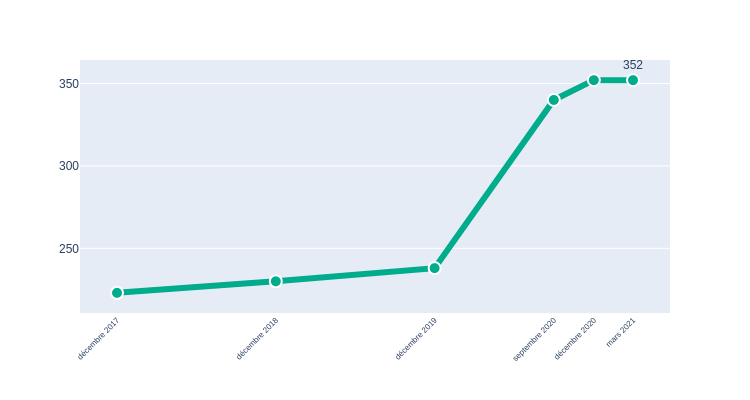 352
350
300
250
décembre 2017
décembre 2018
décembre 2019
septembre 2020
décembre 2020
mars 2021